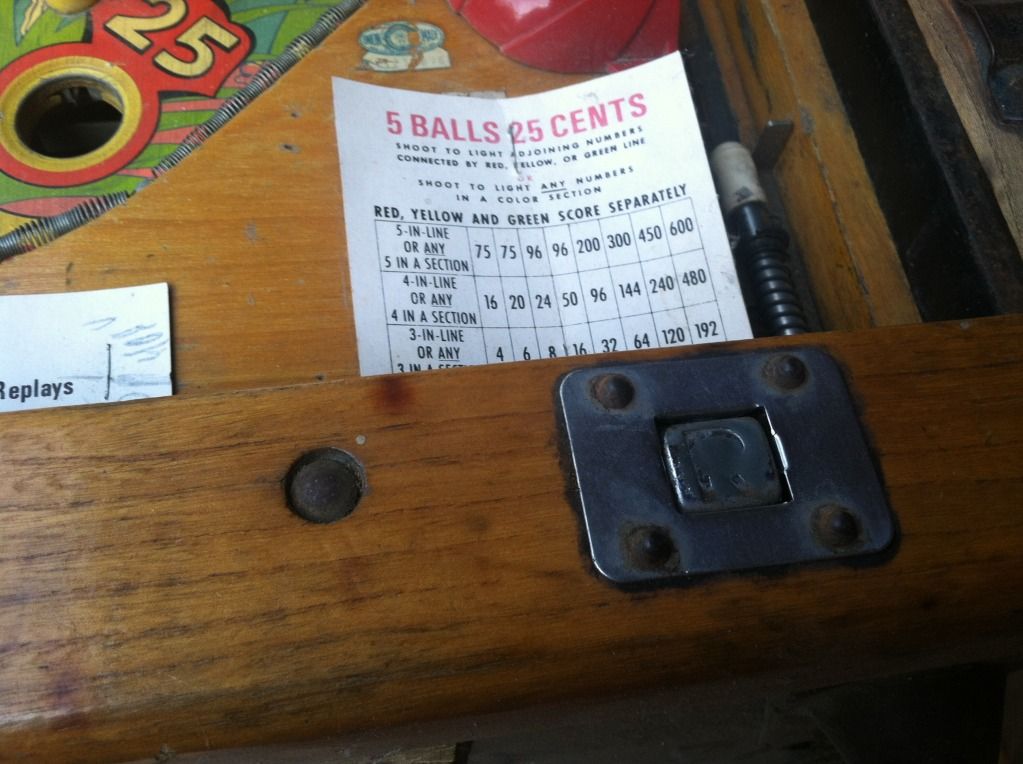 25
5 BALLS 25 CENTS
SHOOT TO LIGHT ADJOINING NUMBERS
CONNECTED BY RED, YELLOW, OR GREEN LINE
OR
SHOOT TO LIGHT ANY NUMBERS
IN A COLOR SECTION
RED, YELLOW AND GREEN SCORE SEPARATELY
5-IN-LINE
OR ANY
5 IN A SECTION
75 75 96 96 200 300 450 600
4-IN-LINE
OR ANY
4 IN A SECTION
16 20 24 50 96 144 240 480
3-IN-LINE
OR ANY
3 IN A SECTION
4 6 8 16 32 64 120 192
Replays
R